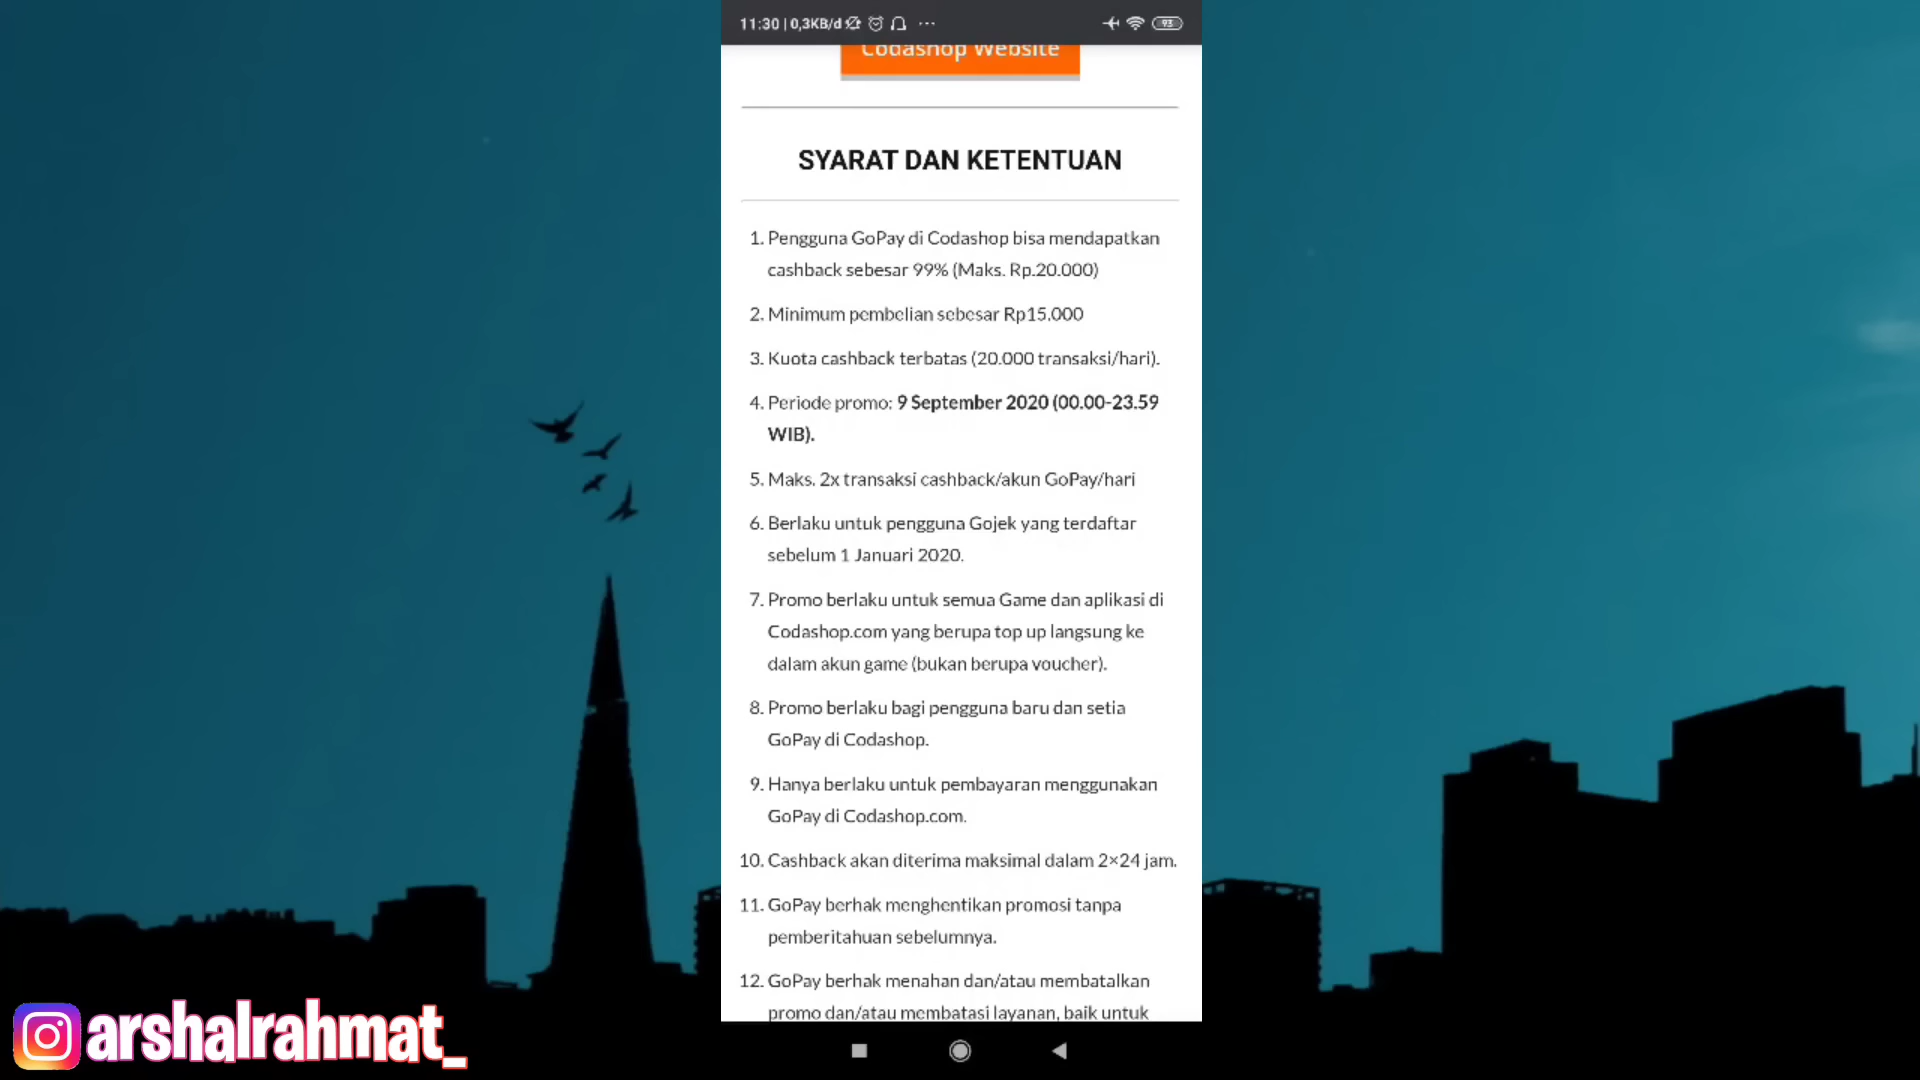 11:30 | 0,3KB/d ... 93
Codashop Website
SYARAT DAN KETENTUAN
1. Pengguna GoPay di Codashop bisa mendapatkan
cashback sebesar 99% (Maks. Rp.20.000)
2. Minimum pembelian sebesar Rp15.000
3. Kuota cashback terbatas (20.000 transaksi/hari).
4. Periode promo: 9 September 2020 (00.00-23.59
WIB).
5. Maks. 2x transaksi cashback/akun GoPay/hari
6. Berlaku untuk pengguna Gojek yang terdaftar
sebelum 1 Januari 2020.
7. Promo berlaku untuk semua Game dan aplikasi di
Codashop.com yang berupa top up langsung ke
dalam akun game (bukan berupa voucher).
8. Promo berlaku bagi pengguna baru dan setia
GoPay di Codashop.
9. Hanya berlaku untuk pembayaran menggunakan
GoPay di Codashop.com.
10. Cashback akan diterima maksimal dalam 2×24 jam.
11. GoPay berhak menghentikan promosi tanpa
pemberitahuan sebelumnya.
12. GoPay berhak menahan dan/atau membatalkan
promo dan/atau membatasi layanan, baik untuk
arshalrahmat_